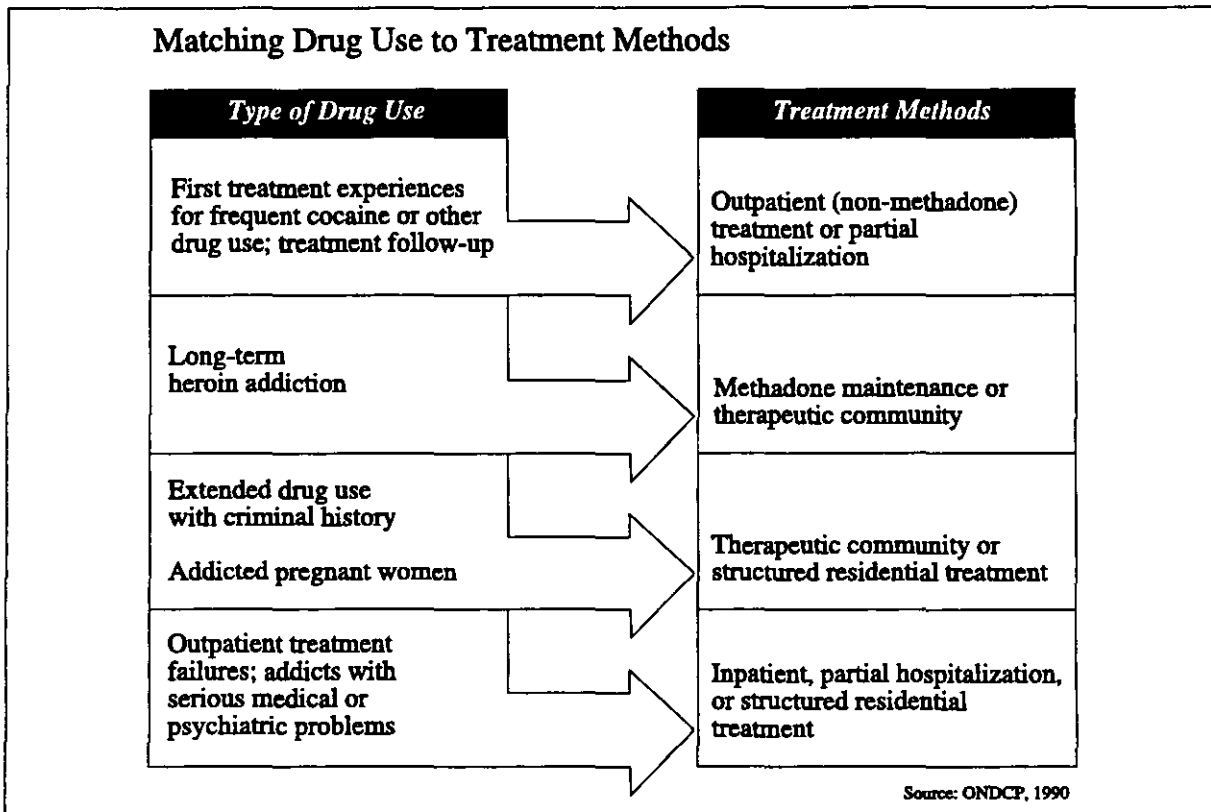 Matching Drug Use to Treatment Methods
Type of Drug Use
Treatment Methods
First treatment experiences
for frequent cocaine or other
drug use; treatment follow-up
Outpatient (non-methadone)
treatment or partial
hospitalization
Long-term
heroin addiction
Methadone maintenance or
therapeutic community
Extended drug use
with criminal history
Addicted pregnant women
Therapeutic community or
structured residential treatment
Outpatient treatment
failures; addicts with
serious medical or
psychiatric problems
Inpatient, partial hospitalization,
or structured residential
treatment
Source: ONDCP, 1990